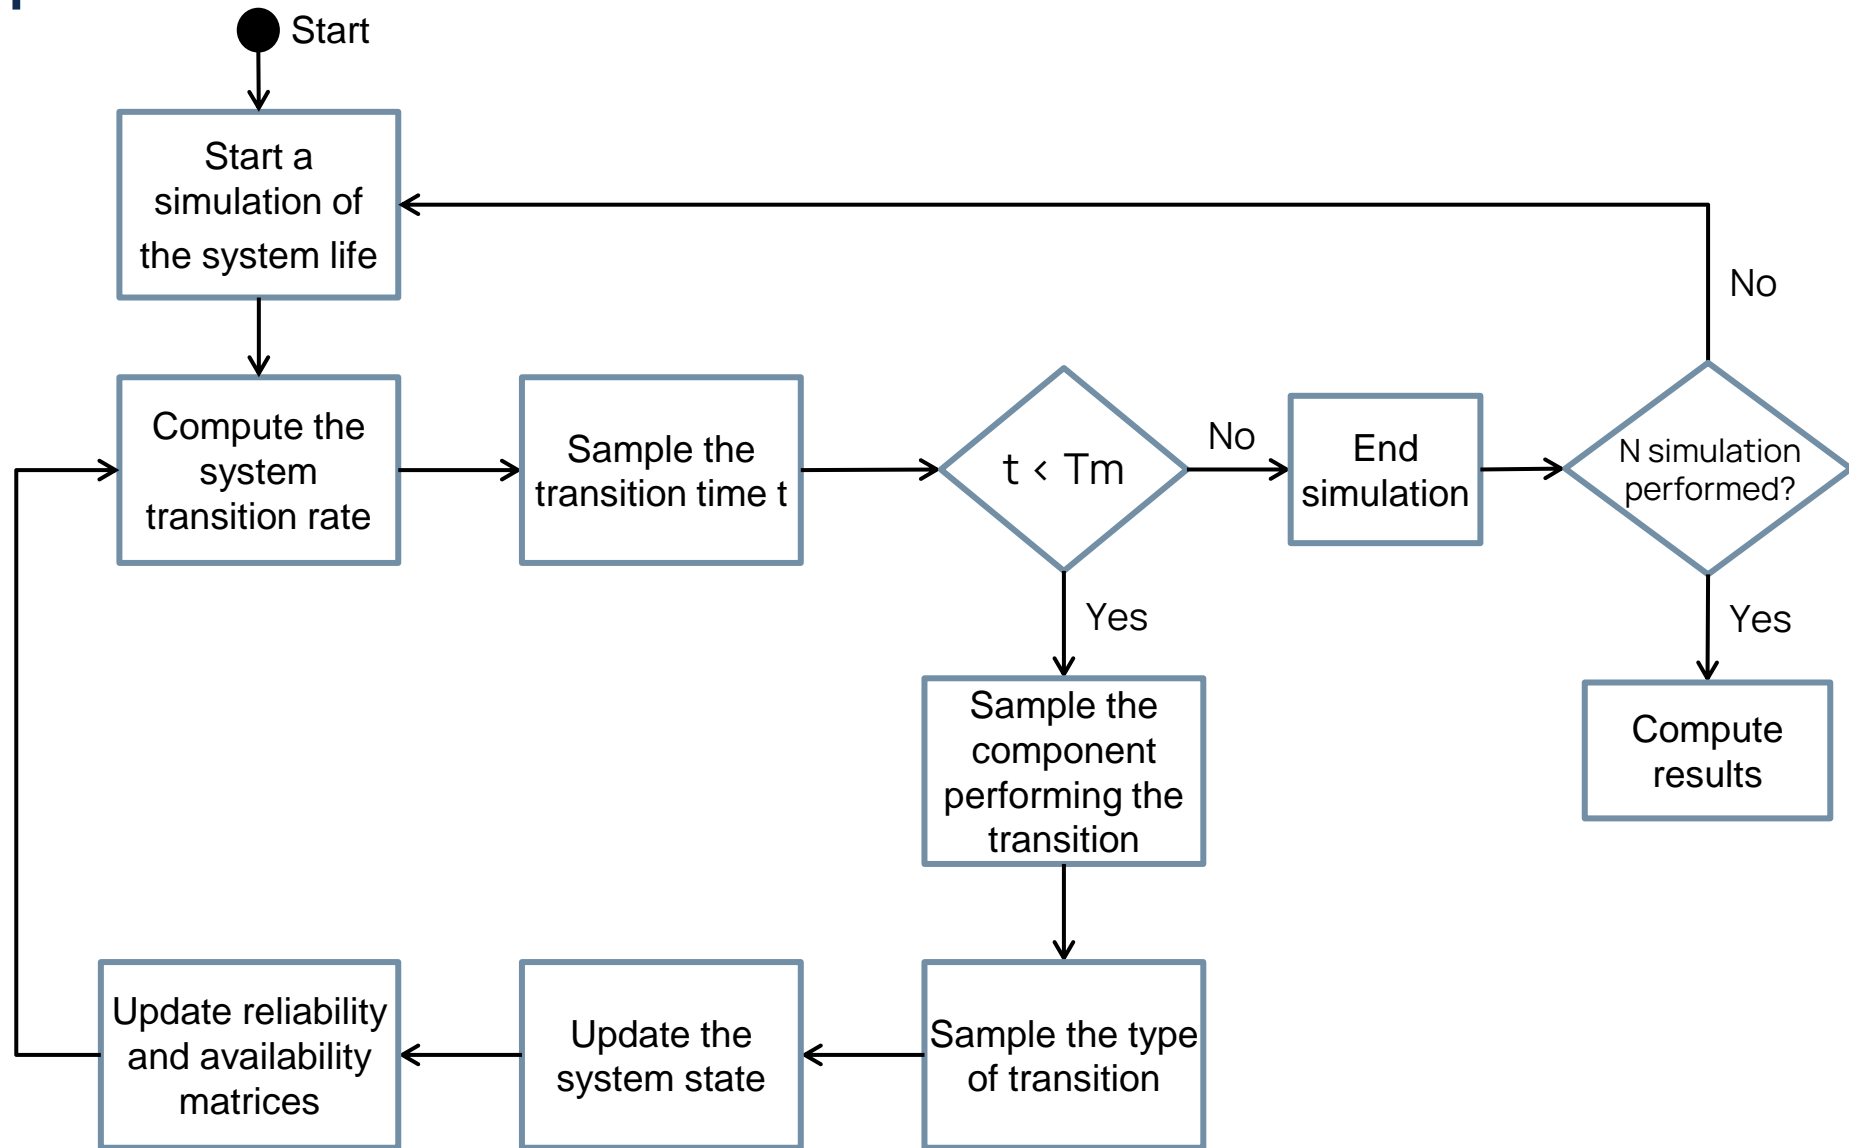 Start
Start a
simulation of
the system life
No
Compute the
system
transition rate
Sample the
transition time t
t < Tm
No
End
simulation
N simulation
performed?
Yes
Yes
Sample the
component
performing the
transition
Compute
results
Update reliability
and availability
matrices
Update the
system state
Sample the type
of transition